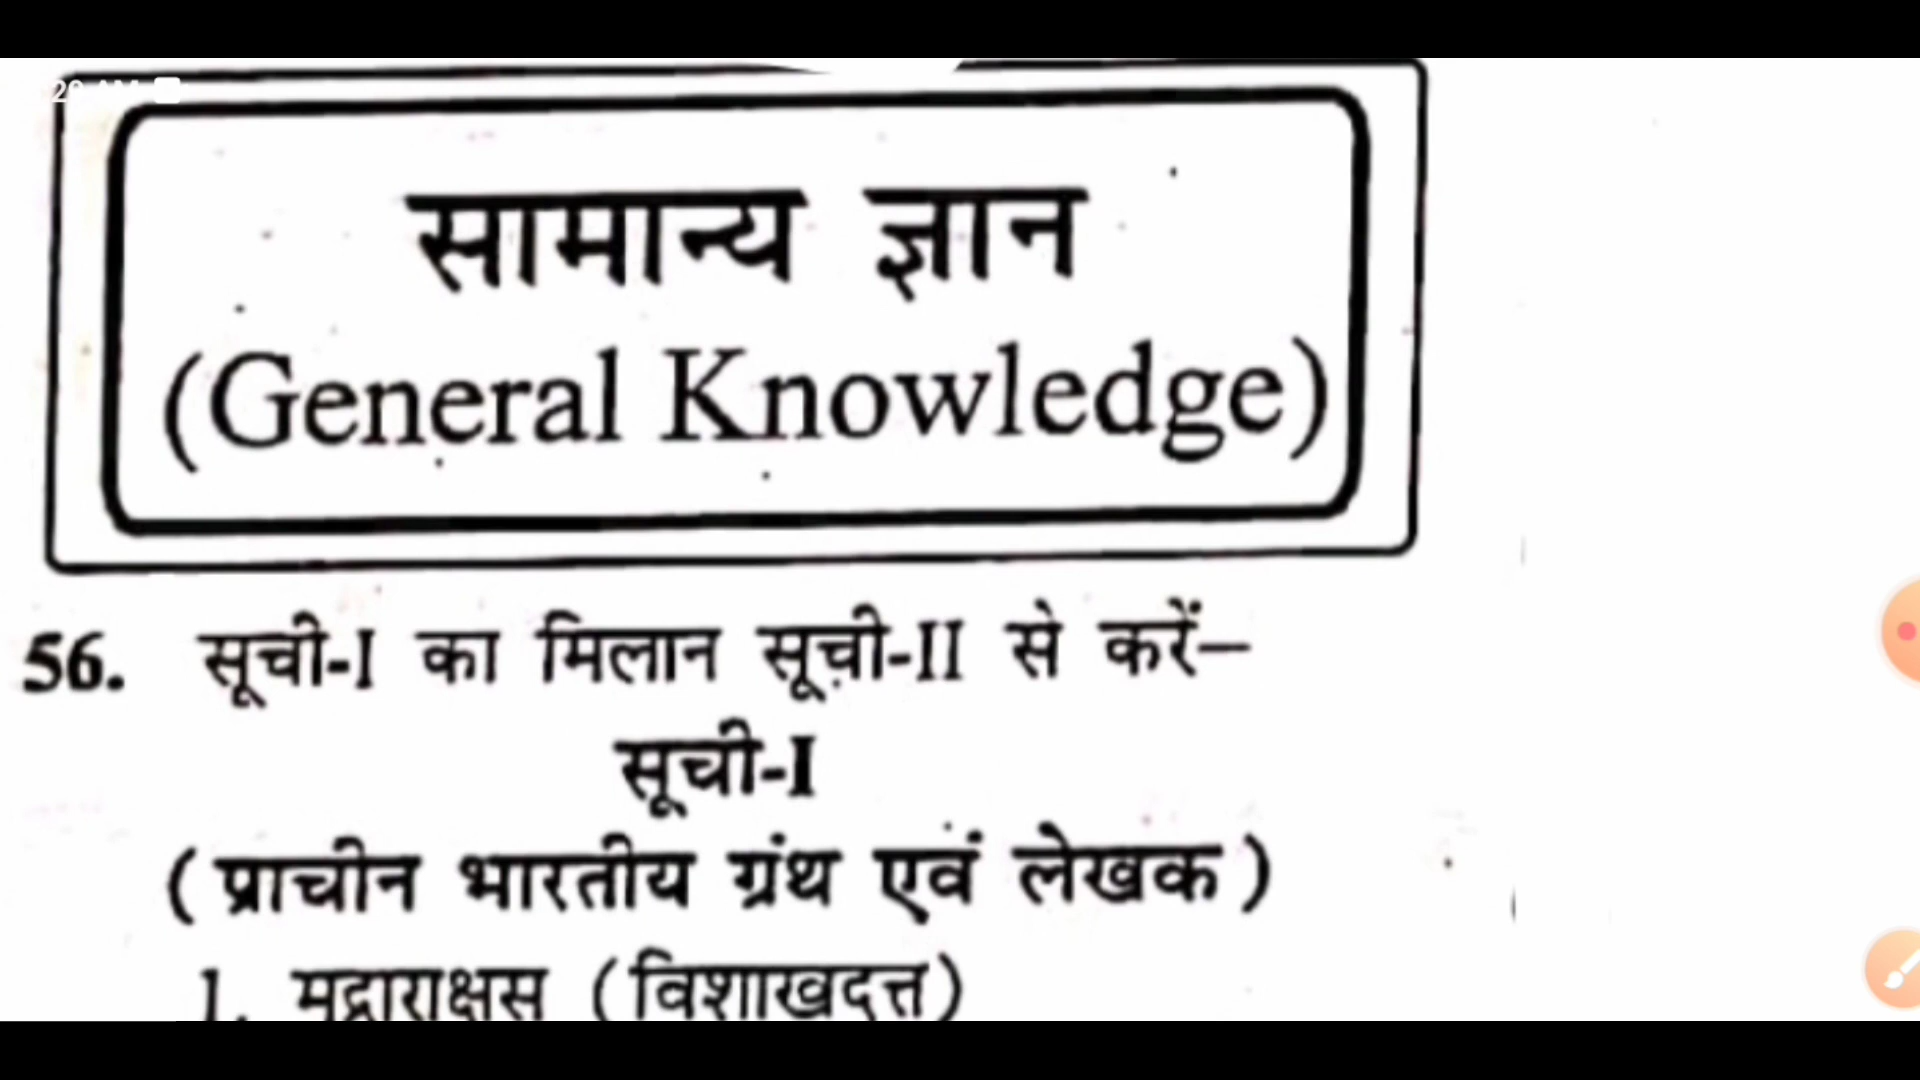 सामान्य ज्ञान
(General Knowledge)
56. सूची-I का मिलान सूची-II से करें–
सूची-I
(प्राचीन भारतीय ग्रंथ एवं लेखक)
1. मुद्राराक्षस (विशाखदत्त)